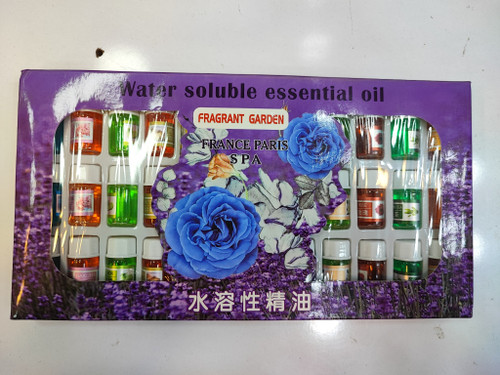 Water soluble essential oil
FRAGRANT GARDEN
FRANCE PARIS
SPA
水溶性精油